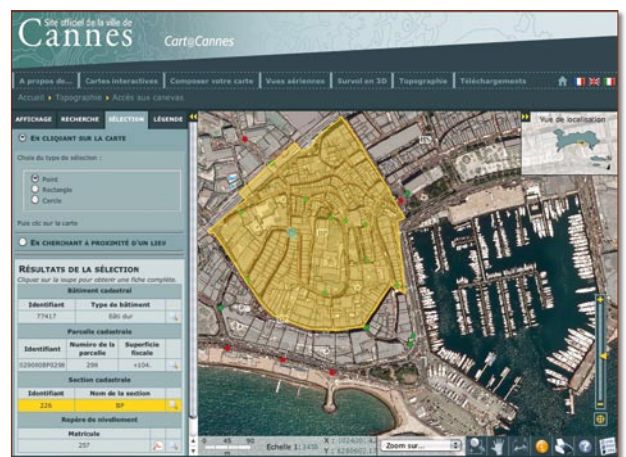 Site officiel de la ville de
Cannes
Cart@Cannes
A propos de...
Cartes interactives
Composer votre carte
Vues aériennes
Survol en 3D
Topographie
Téléchargements
Accueil ▸ Topographie ▸ Accès aux canevas
AFFICHAGE RECHERCHE SÉLECTION LÉGENDE
EN CLIQUANT SUR LA CARTE
Choix du type de sélection :
Point
Rectangle
Cercle
Puis clic sur la carte
EN CHERCHANT À PROXIMITÉ D'UN LIEU
RÉSULTATS DE LA SÉLECTION
Cliquez sur la loupe pour obtenir une fiche complète.
Bâtiment cadastral
Identifiant Type de bâtiment
77417 Bâti dur
Parcelle cadastrale
Identifiant Numéro de la parcelle Superficie fiscale
298
Section cadastrale
Identifiant Nom de la section
226 BP
Repère de nivellement
Matricule
257
Vue de localisation
0 45 90
m
Echelle
X :
Y :
Zoom sur...